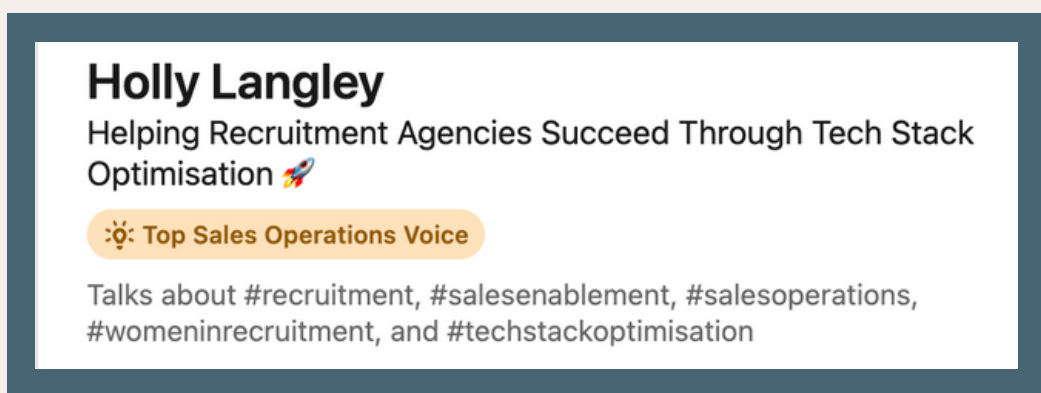 Holly Langley
Helping Recruitment Agencies Succeed Through Tech Stack
Optimisation 🚀
Top Sales Operations Voice
Talks about #recruitment, #salesenablement, #salesoperations,
#womeninrecruitment, and #techstackoptimisation